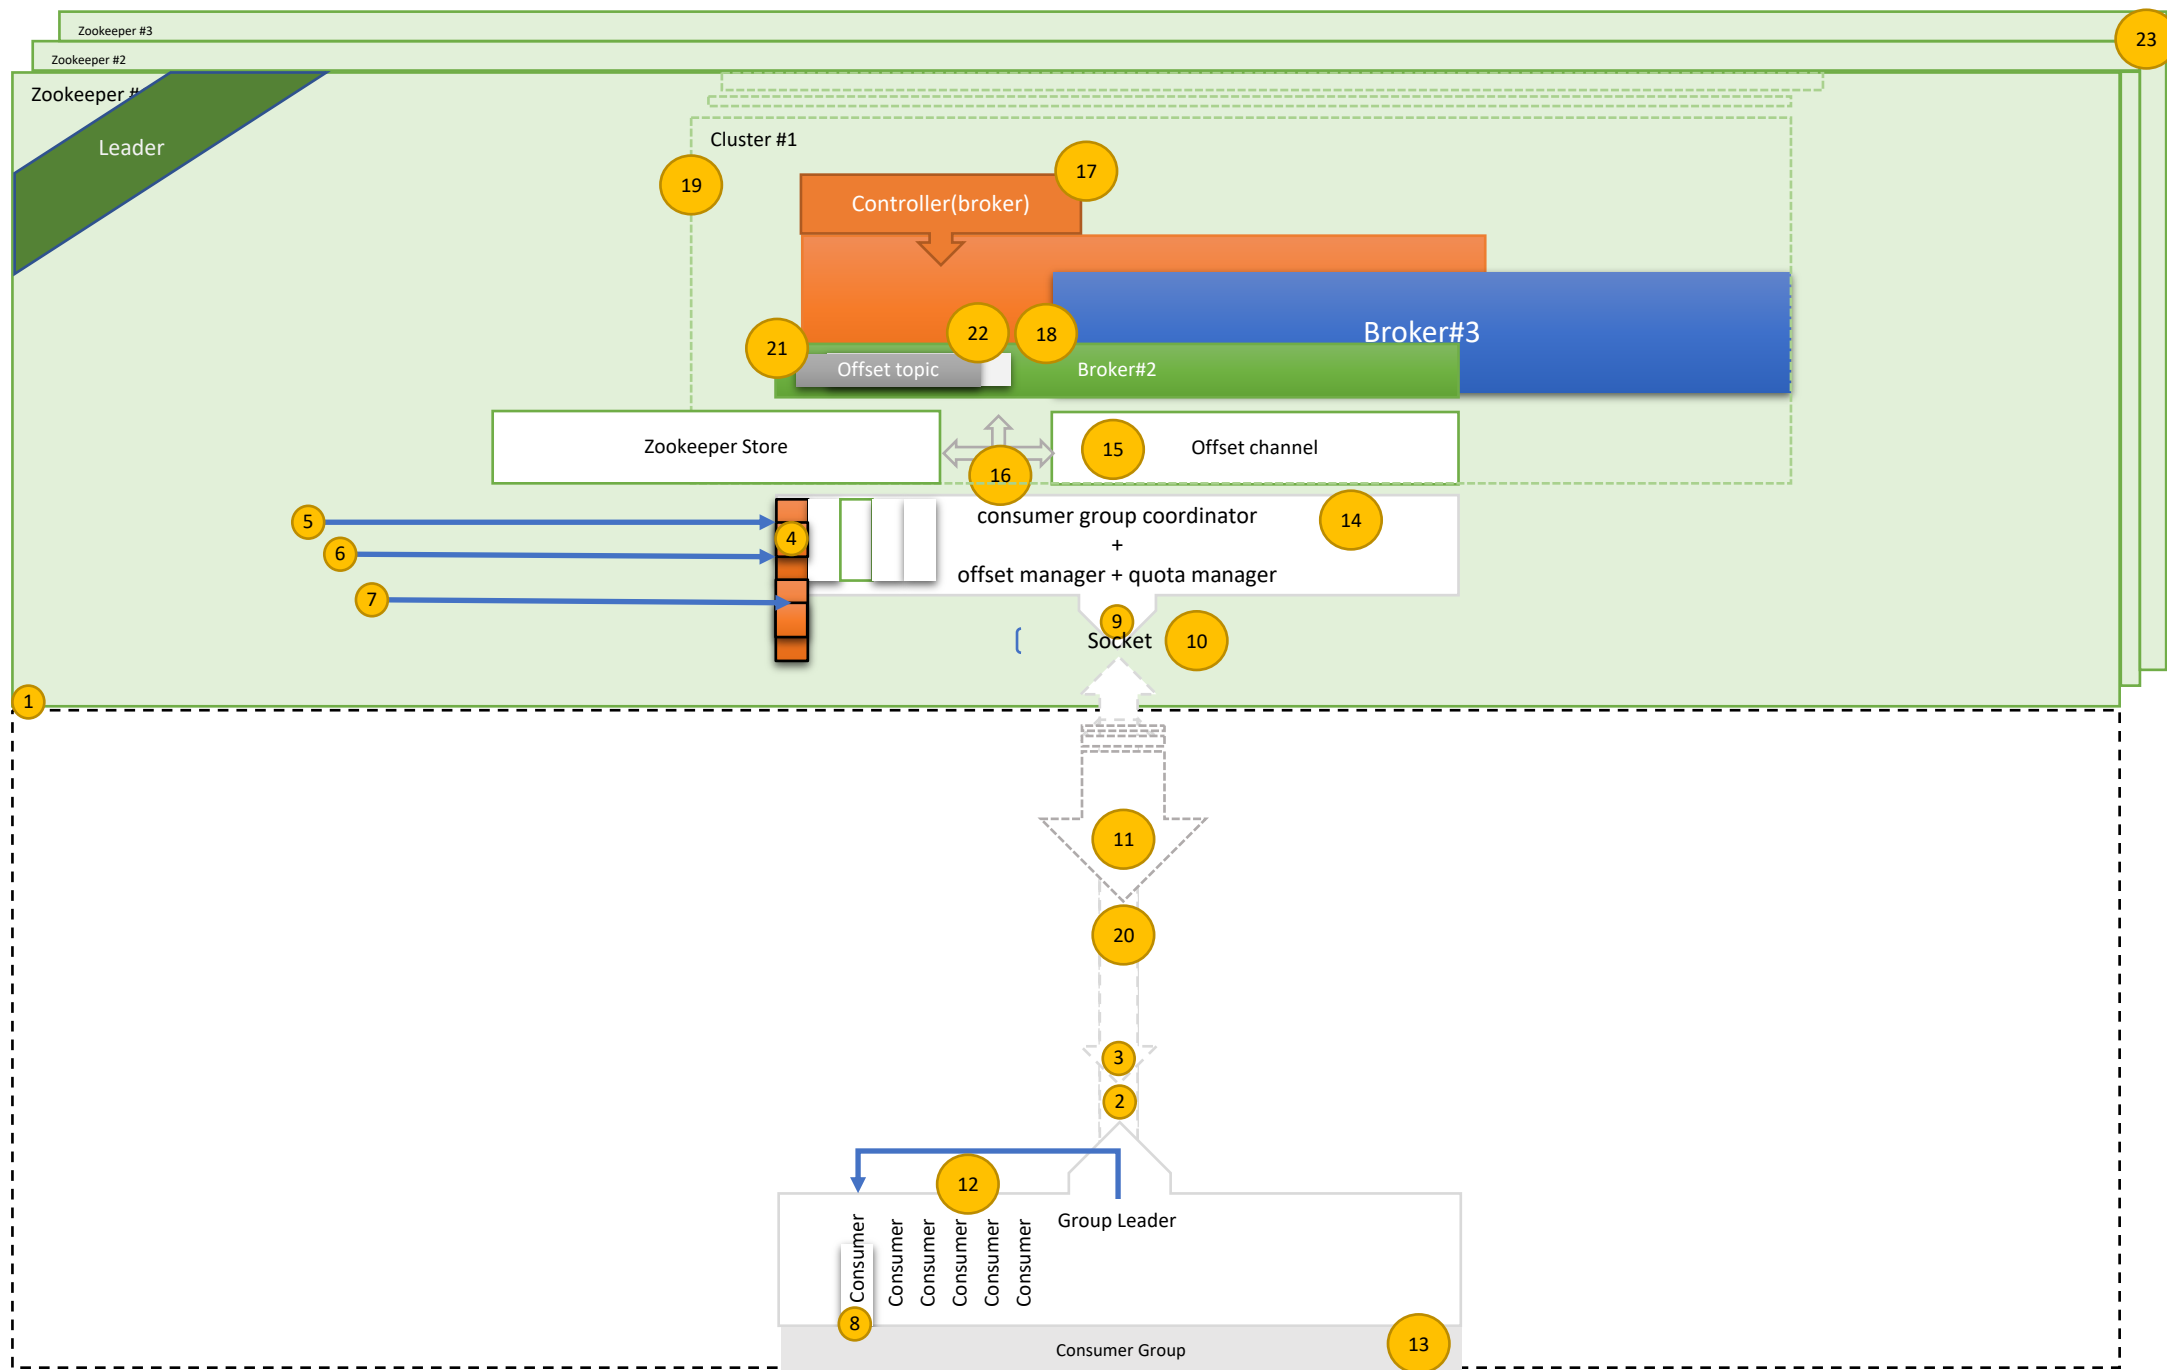 Zookeeper #3
23
Zookeeper #2
Zookeeper #
Leader
Cluster #1
17
19
Controller(broker)
Broker#3
22
18
21
Offset topic
Broker#2
Zookeeper Store
15
Offset channel
16
5
4
consumer group coordinator
14
+
6
offset manager + quota manager
7
9
Socket
10
1
11
20
3
2
12
Group Leader
Consumer
Consumer
Consumer
Consumer
Consumer
Consumer
8
13
Consumer Group